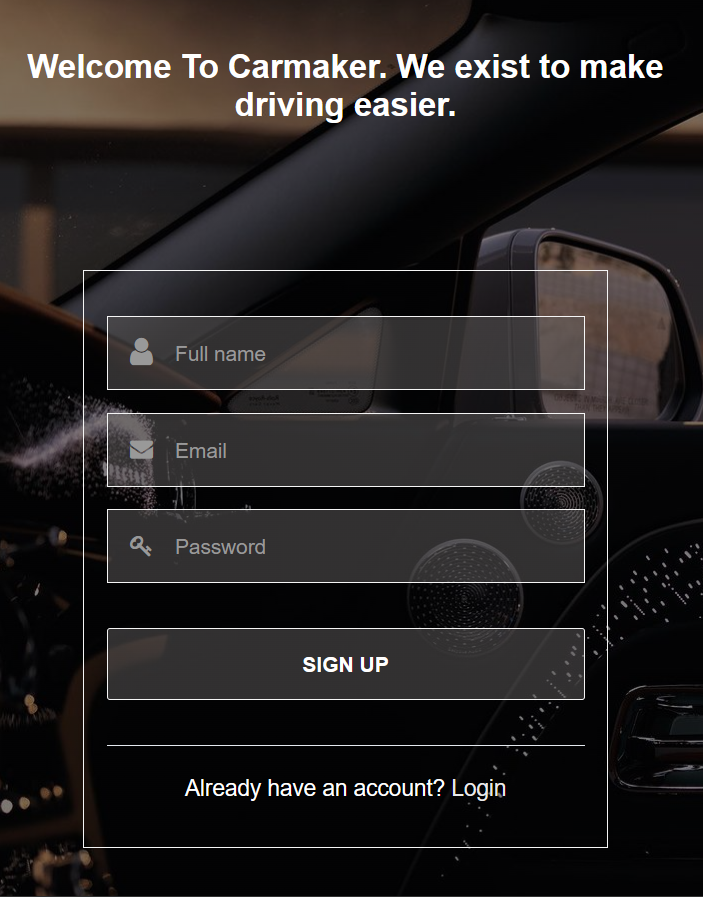 Welcome To Carmaker. We exist to make
driving easier.
Full name
Email
Password
SIGN UP
Already have an account? Login